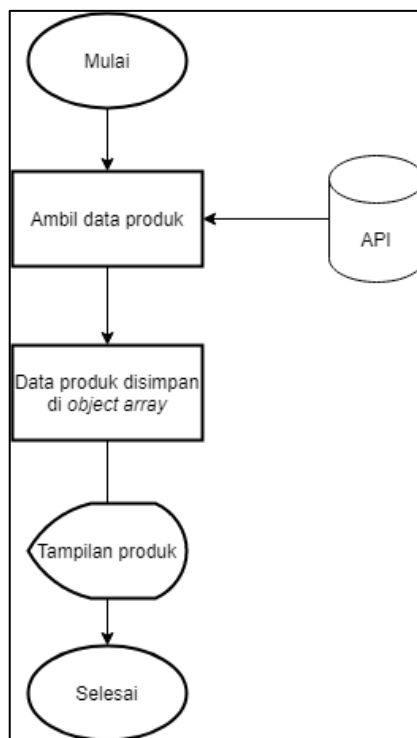 Mulai
Ambil data produk
API
Data produk disimpan
di object array
Tampilan produk
Selesai